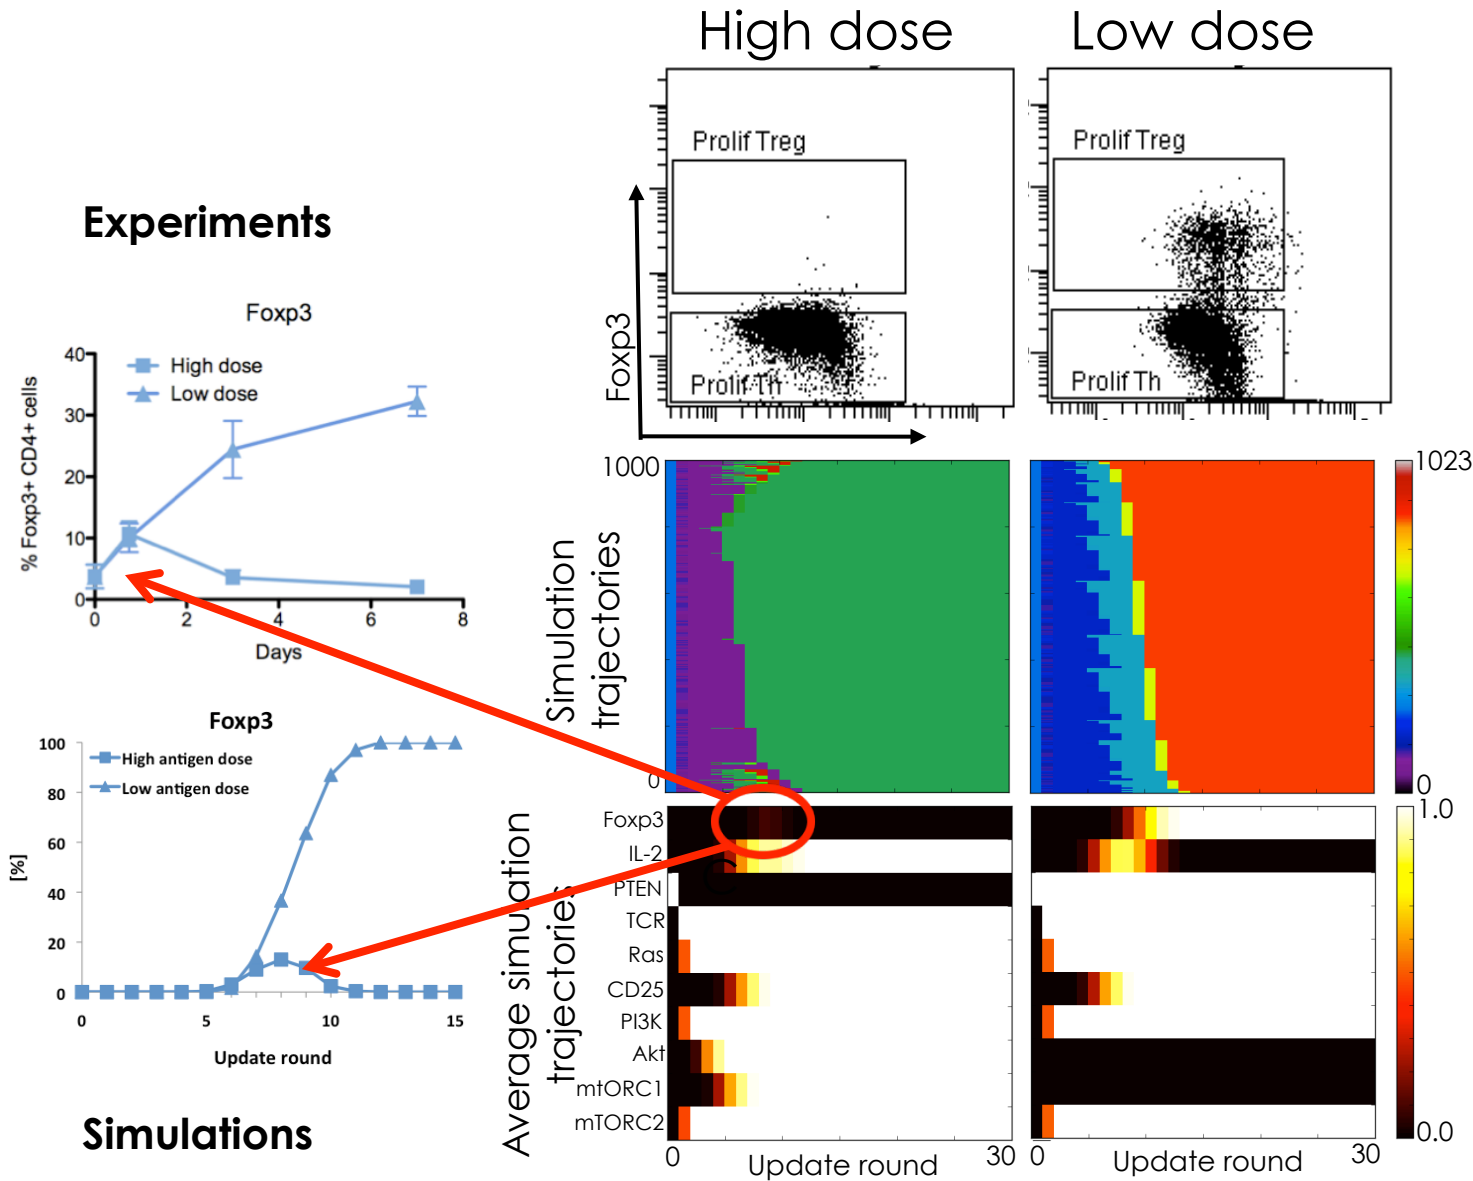 High dose
Low dose
Prolif Treg
Prolif Th
Foxp3
Prolif Treg
Prolif Th
Experiments
Foxp3
High dose
Low dose
% Foxp3+ CD4+ cells
40
30
20
10
0
0 2 4 6 8
Days
1000
0
Simulation
trajectories
1023
0
Foxp3
High antigen dose
Low antigen dose
[%]
100
80
60
40
20
0
0 5 10 15
Update round
Simulations
Average simulation
trajectories
Foxp3
IL-2
PTEN
TCR
Ras
CD25
PI3K
Akt
mtORC1
mTORC2
0 Update round 30
0 Update round 30
1.0
0.0